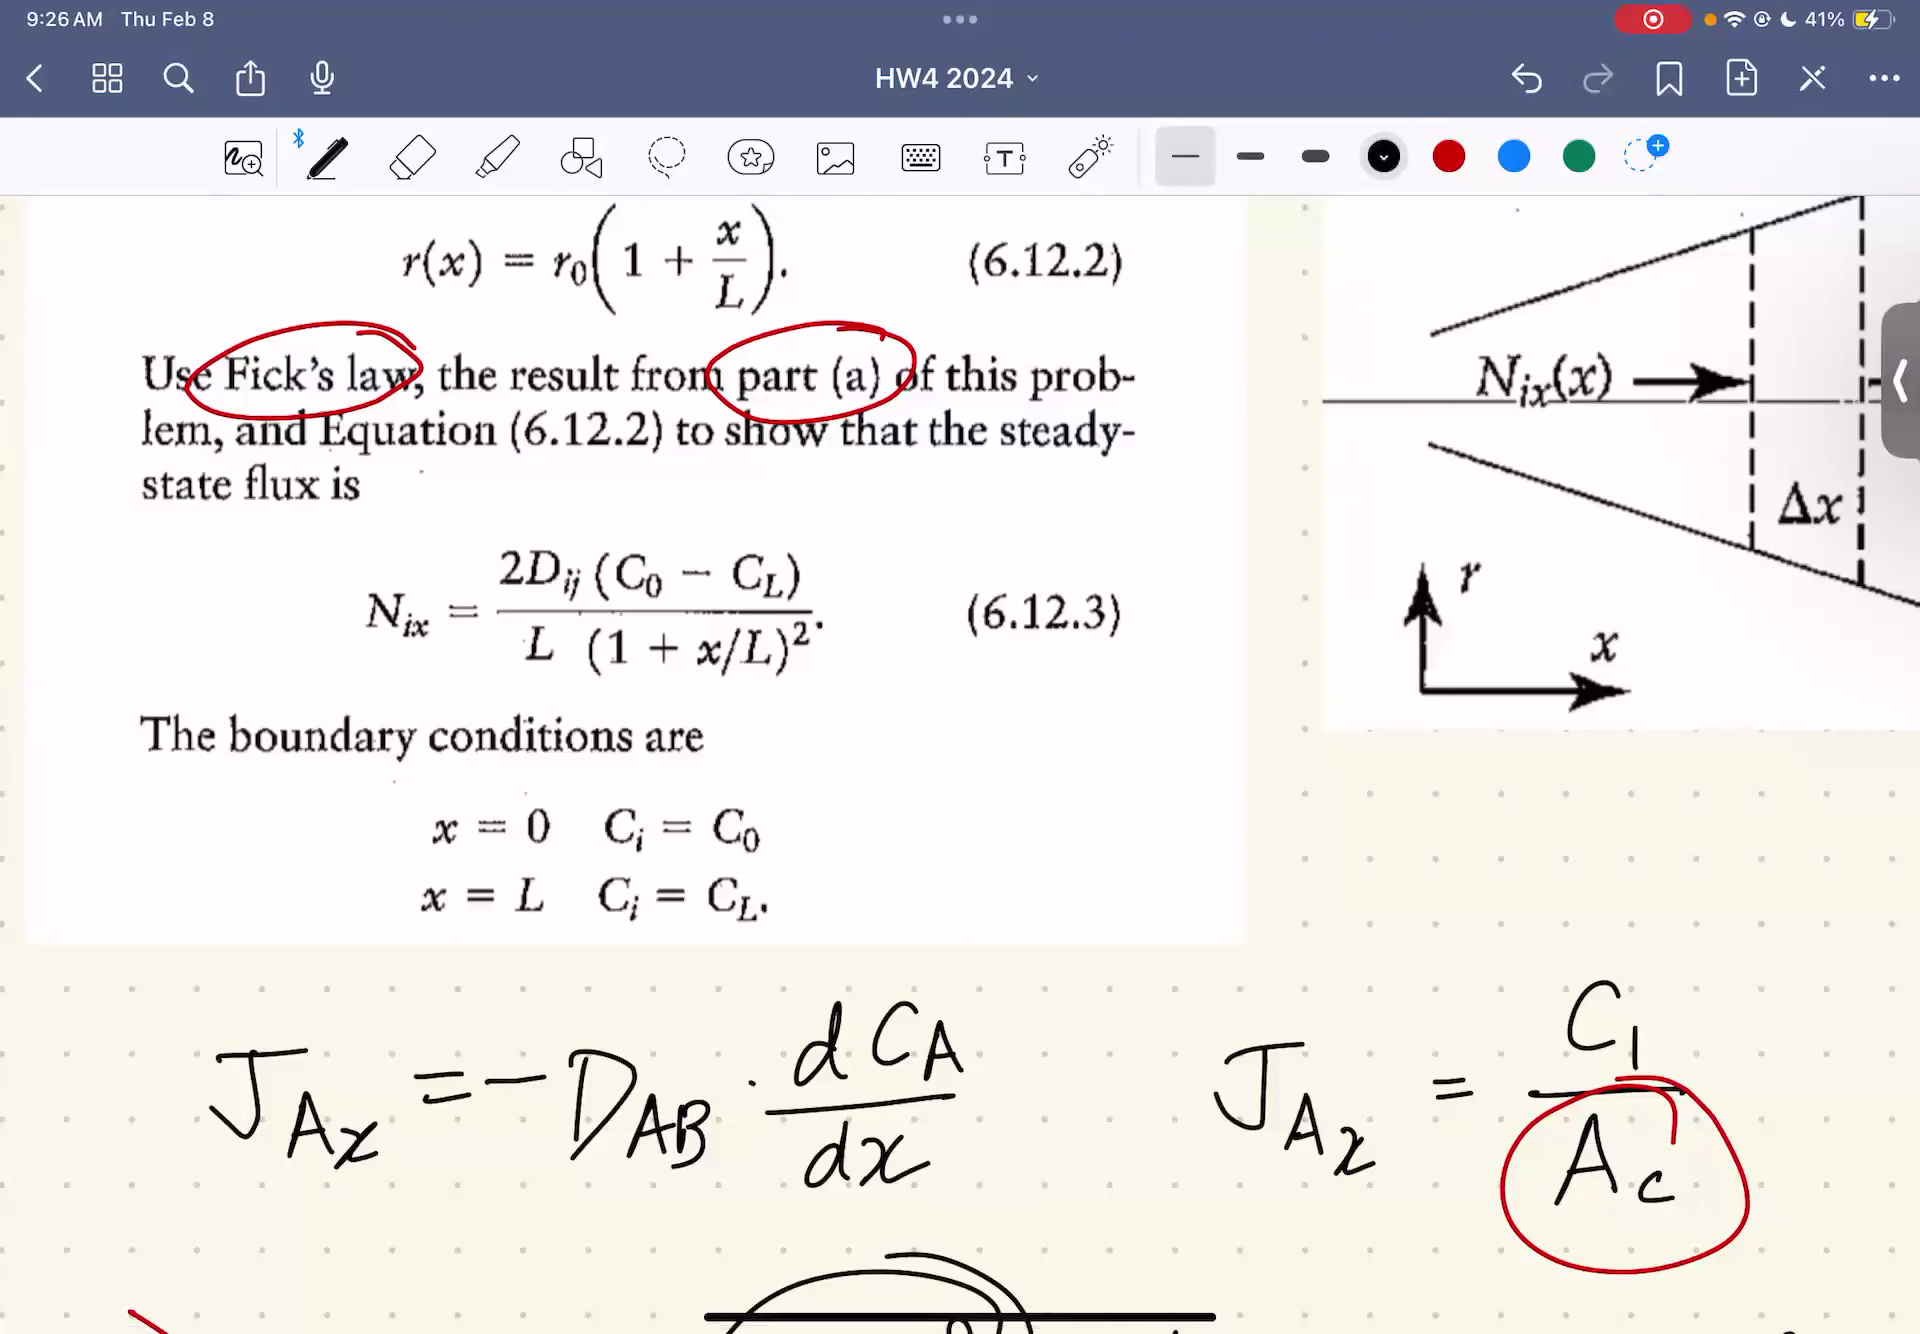 9:26 AM Thu Feb 8
41%
HW4 2024
r(x) = r₀(1 + x/L). (6.12.2)
Use Fick's law, the result from part (a) of this prob-
lem, and Equation (6.12.2) to show that the steady-
state flux is
N_ix = 2D_ij (C₀ − C_L) / L (1 + x/L)². (6.12.3)
The boundary conditions are
x = 0 C_i = C₀
x = L C_i = C_L.
N_ix(x)
Δx
r
x
J_Ax = − D_AB · dC_A/dx
J_Ax = C₁/A_c